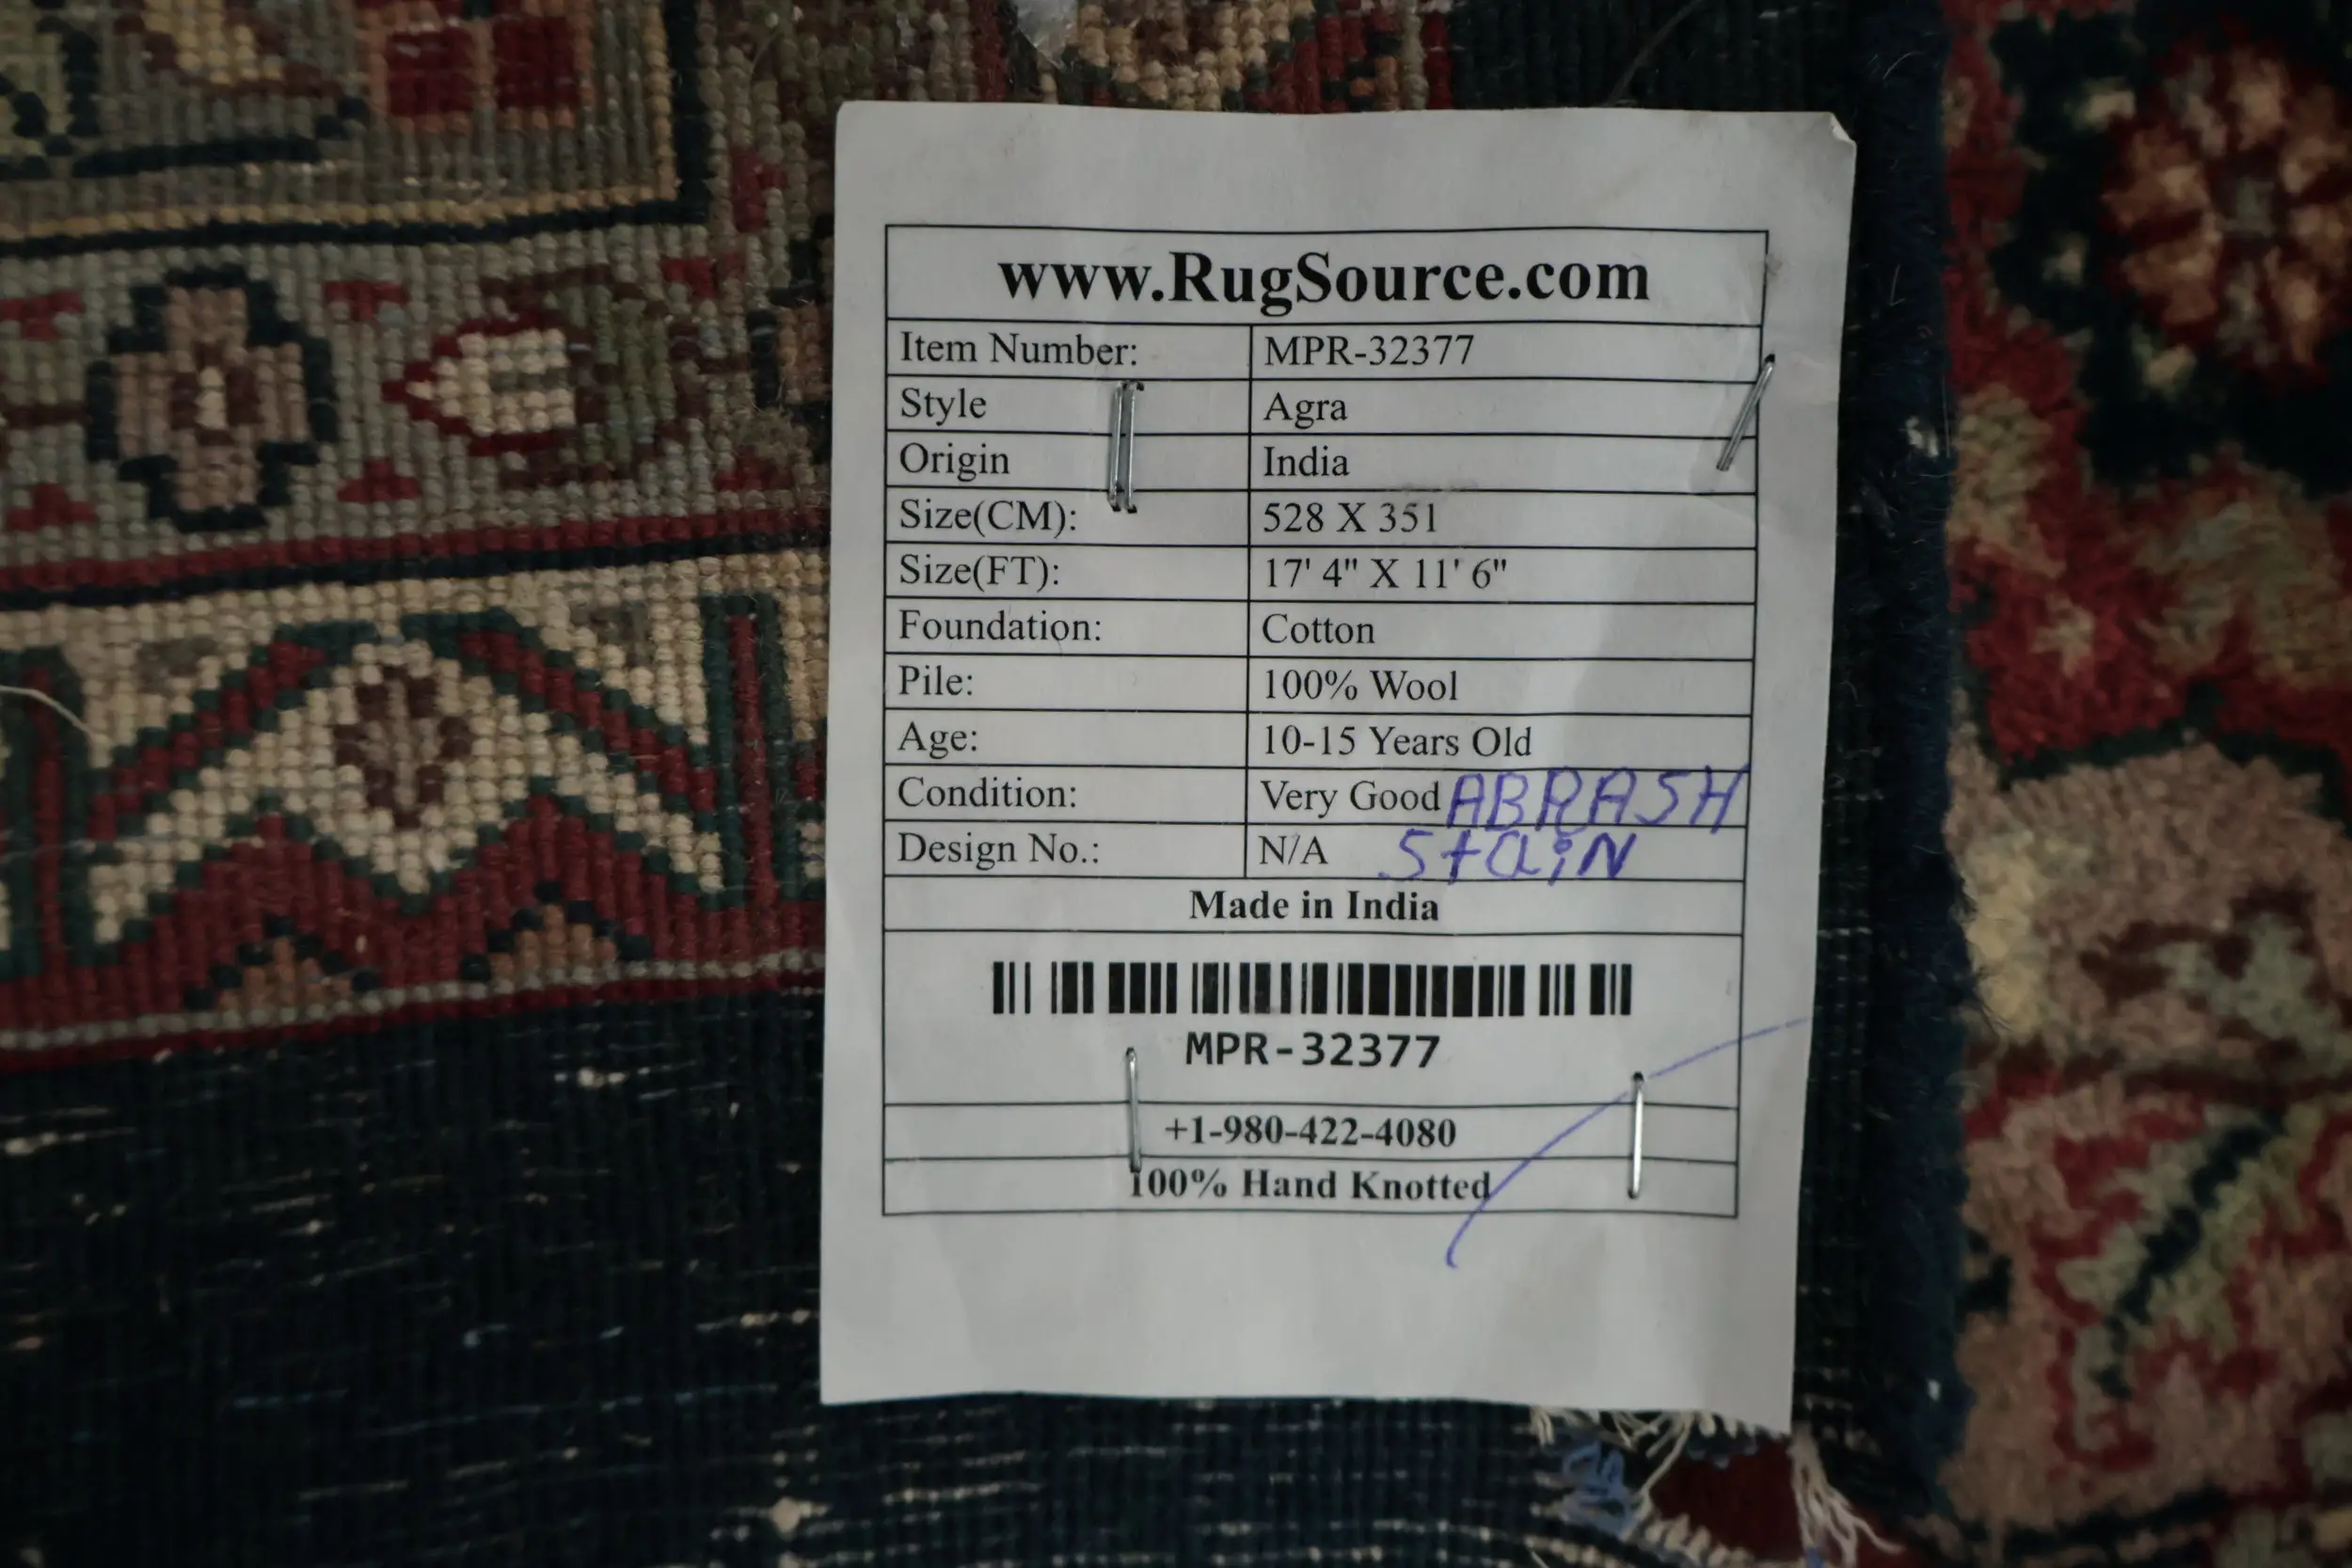 www.RugSource.com
Item Number: MPR-32377
Style Agra
Origin India
Size(CM): 528 X 351
Size(FT): 17' 4" X 11' 6"
Foundation: Cotton
Pile: 100% Wool
Age: 10-15 Years Old
Condition: Very Good ABRASH
Design No.: N/A Stain
Made in India
MPR-32377
+1-980-422-4080
100% Hand Knotted